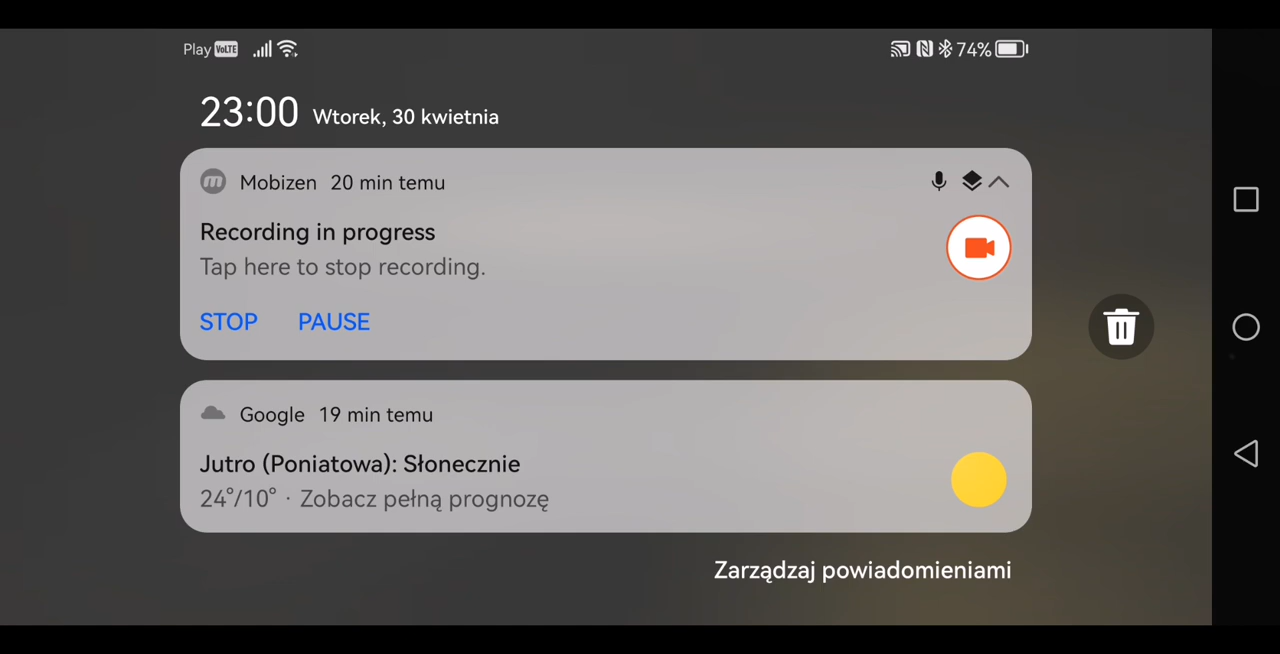 Play VoLTE 74%
23:00 Wtorek, 30 kwietnia
Mobizen 20 min temu
Recording in progress
Tap here to stop recording.
STOP PAUSE
Google 19 min temu
Jutro (Poniatowa): Słonecznie
24°/10° · Zobacz pełną prognozę
Zarządzaj powiadomieniami